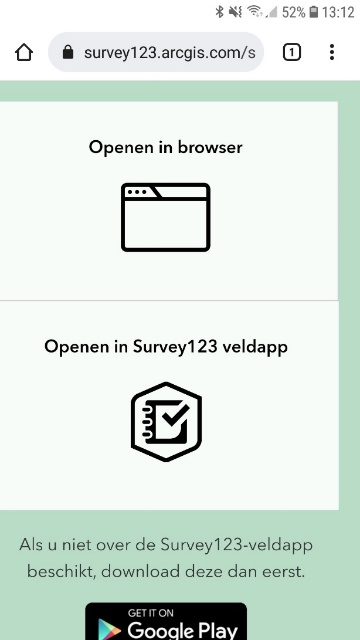 52% 13:12
survey123.arcgis.com/s
1
Openen in browser
Openen in Survey123 veldapp
Als u niet over de Survey123-veldapp
beschikt, download deze dan eerst.
GET IT ON
Google Play